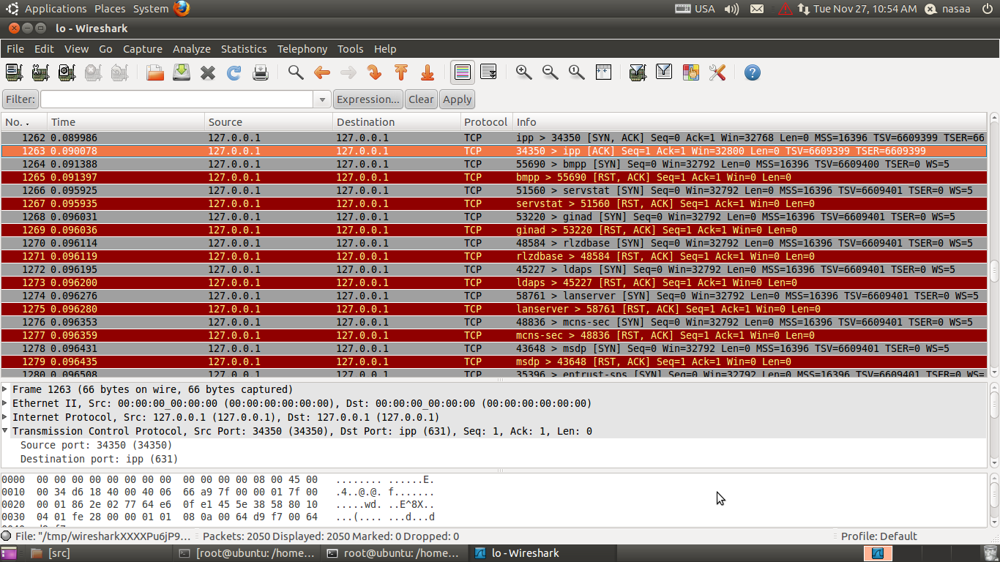 Applications Places System USA Tue Nov 27, 10:54 AM nasaa
lo - Wireshark
File Edit View Go Capture Analyze Statistics Telephony Tools Help
Filter: Expression... Clear Apply
No. Time Source Destination Protocol Info
1262 0.089986 127.0.0.1 127.0.0.1 TCP ipp > 34350 [SYN, ACK] Seq=0 Ack=1 Win=32768 Len=0 MSS=16396 TSV=6609399 TSER=66
1263 0.090078 127.0.0.1 127.0.0.1 TCP 34350 > ipp [ACK] Seq=1 Ack=1 Win=32800 Len=0 TSV=6609399 TSER=6609399
1264 0.091388 127.0.0.1 127.0.0.1 TCP 55690 > bmpp [SYN] Seq=0 Win=32792 Len=0 MSS=16396 TSV=6609400 TSER=0 WS=5
1265 0.091397 127.0.0.1 127.0.0.1 TCP bmpp > 55690 [RST, ACK] Seq=1 Ack=1 Win=0 Len=0
1266 0.095925 127.0.0.1 127.0.0.1 TCP 51560 > servstat [SYN] Seq=0 Win=32792 Len=0 MSS=16396 TSV=6609401 TSER=0 WS=5
1267 0.095935 127.0.0.1 127.0.0.1 TCP servstat > 51560 [RST, ACK] Seq=1 Ack=1 Win=0 Len=0
1268 0.096031 127.0.0.1 127.0.0.1 TCP 53220 > ginad [SYN] Seq=0 Win=32792 Len=0 MSS=16396 TSV=6609401 TSER=0 WS=5
1269 0.096036 127.0.0.1 127.0.0.1 TCP ginad > 53220 [RST, ACK] Seq=1 Ack=1 Win=0 Len=0
1270 0.096114 127.0.0.1 127.0.0.1 TCP 48584 > rlzdbase [SYN] Seq=0 Win=32792 Len=0 MSS=16396 TSV=6609401 TSER=0 WS=5
1271 0.096119 127.0.0.1 127.0.0.1 TCP rlzdbase > 48584 [RST, ACK] Seq=1 Ack=1 Win=0 Len=0
1272 0.096195 127.0.0.1 127.0.0.1 TCP 45227 > ldaps [SYN] Seq=0 Win=32792 Len=0 MSS=16396 TSV=6609401 TSER=0 WS=5
1273 0.096200 127.0.0.1 127.0.0.1 TCP ldaps > 45227 [RST, ACK] Seq=1 Ack=1 Win=0 Len=0
1274 0.096276 127.0.0.1 127.0.0.1 TCP 58761 > lanserver [SYN] Seq=0 Win=32792 Len=0 MSS=16396 TSV=6609401 TSER=0 WS=5
1275 0.096280 127.0.0.1 127.0.0.1 TCP lanserver > 58761 [RST, ACK] Seq=1 Ack=1 Win=0 Len=0
1276 0.096353 127.0.0.1 127.0.0.1 TCP 48836 > mcns-sec [SYN] Seq=0 Win=32792 Len=0 MSS=16396 TSV=6609401 TSER=0 WS=5
1277 0.096359 127.0.0.1 127.0.0.1 TCP mcns-sec > 48836 [RST, ACK] Seq=1 Ack=1 Win=0 Len=0
1278 0.096431 127.0.0.1 127.0.0.1 TCP 43648 > msdp [SYN] Seq=0 Win=32792 Len=0 MSS=16396 TSV=6609401 TSER=0 WS=5
1279 0.096435 127.0.0.1 127.0.0.1 TCP msdp > 43648 [RST, ACK] Seq=1 Ack=1 Win=0 Len=0
1280 0.096508 127.0.0.1 127.0.0.1 TCP 35396 > entrust-sps [SYN] Seq=0 Win=32792 Len=0 MSS=16396 TSV=6609401 TSER=0 WS=
Frame 1263 (66 bytes on wire, 66 bytes captured)
Ethernet II, Src: 00:00:00_00:00:00 (00:00:00:00:00:00), Dst: 00:00:00_00:00:00 (00:00:00:00:00:00)
Internet Protocol, Src: 127.0.0.1 (127.0.0.1), Dst: 127.0.0.1 (127.0.0.1)
Transmission Control Protocol, Src Port: 34350 (34350), Dst Port: ipp (631), Seq: 1, Ack: 1, Len: 0
Source port: 34350 (34350)
Destination port: ipp (631)
0000 00 00 00 00 00 00 00 00 00 00 00 00 08 00 45 00 ........ ......E.
0010 00 34 d6 18 40 00 40 06 66 a9 7f 00 00 01 7f 00 .4..@.@. f.......
0020 00 01 86 2e 02 77 64 e6 0f e1 45 5e 38 58 80 10 .....wd. ..E^8X..
0030 04 01 fe 28 00 00 01 01 08 0a 00 64 d9 f7 00 64 ...(.... ...d...d
File: "/tmp/wiresharkXXXXPu6jP9... Packets: 2050 Displayed: 2050 Marked: 0 Dropped: 0 Profile: Default
[src] [root@ubuntu: /home... root@ubuntu: /home... lo - Wireshark